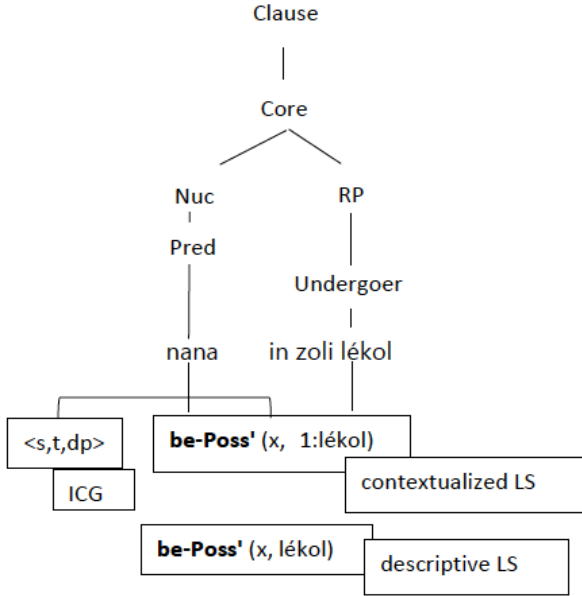 Clause
Core
Nuc RP
Pred
Undergoer
nana in zoli lékol
<s,t,dp> be-Poss' (x, 1:lékol)
ICG contextualized LS
be-Poss' (x, lékol)
descriptive LS